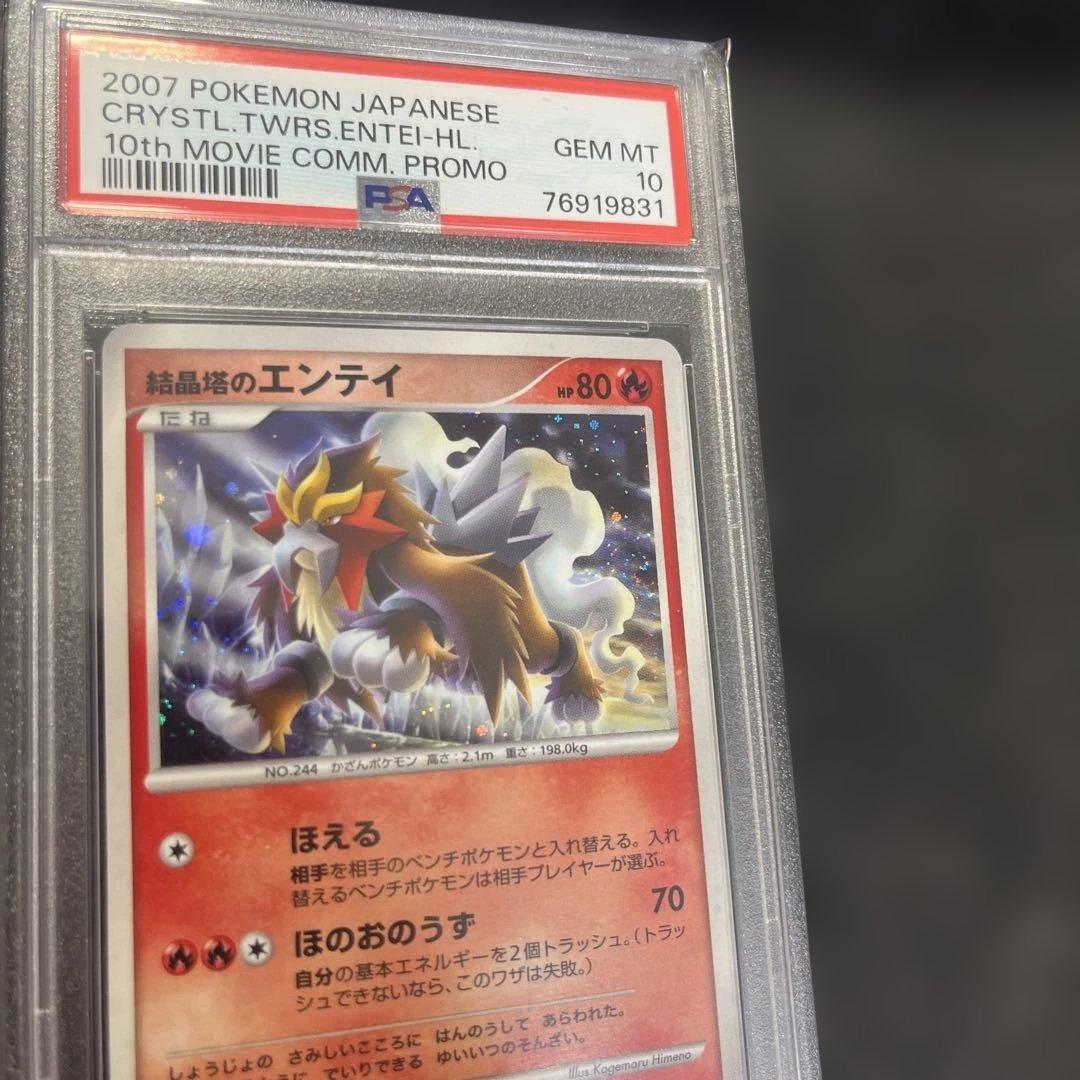 2007 POKEMON JAPANESE
CRYSTL.TWRS.ENTEI-HL.
10th MOVIE COMM. PROMO
GEM MT
10
76919831
PSA
結晶塔のエンテイ
HP80
たね
NO.244 かざんポケモン 高さ:2.1m 重さ:198.0kg
ほえる
相手を相手のベンチポケモンと入れ替える。入れ
替えるベンチポケモンは相手プレイヤーが選ぶ。
ほのおのうず 70
自分の基本エネルギーを2個トラッシュ。(トラッ
シュできないなら、このワザは失敗。)
しょうじょの さみしいこころに はんのうして あらわれた。
ように でいりできる ゆいいつのそんざい。
Illus.Kagemaru Himeno